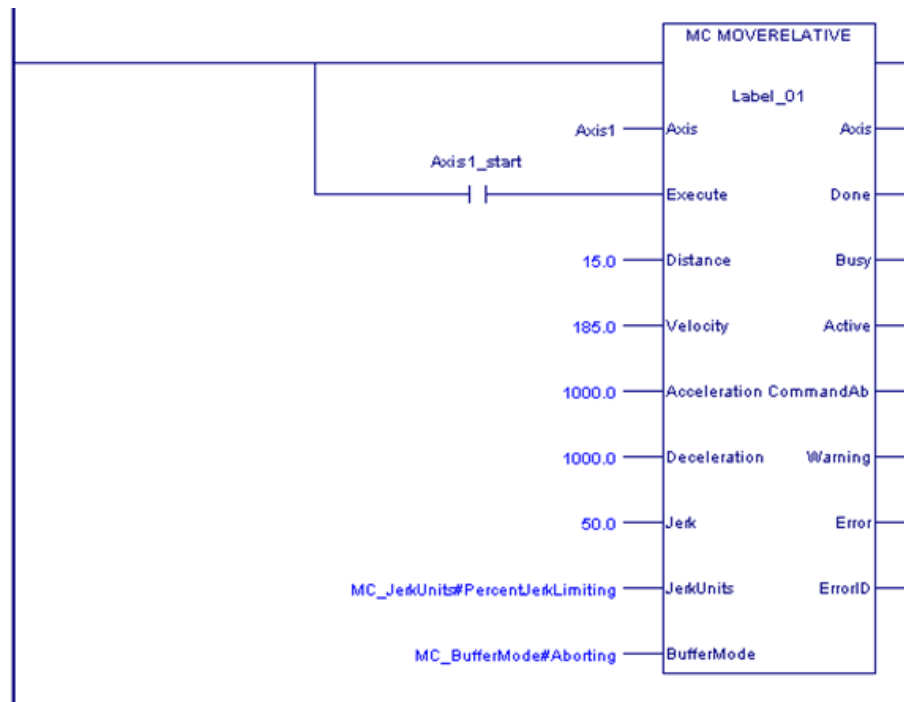 MC MOVERELATIVE
Label_01
Axis1 Axis Axis
Axis1_start
Execute Done
15.0 Distance Busy
185.0 Velocity Active
1000.0 Acceleration CommandAb
1000.0 Deceleration Warning
50.0 Jerk Error
MC_JerkUnits#PercentJerkLimiting JerkUnits ErrorID
MC_BufferMode#Aborting BufferMode